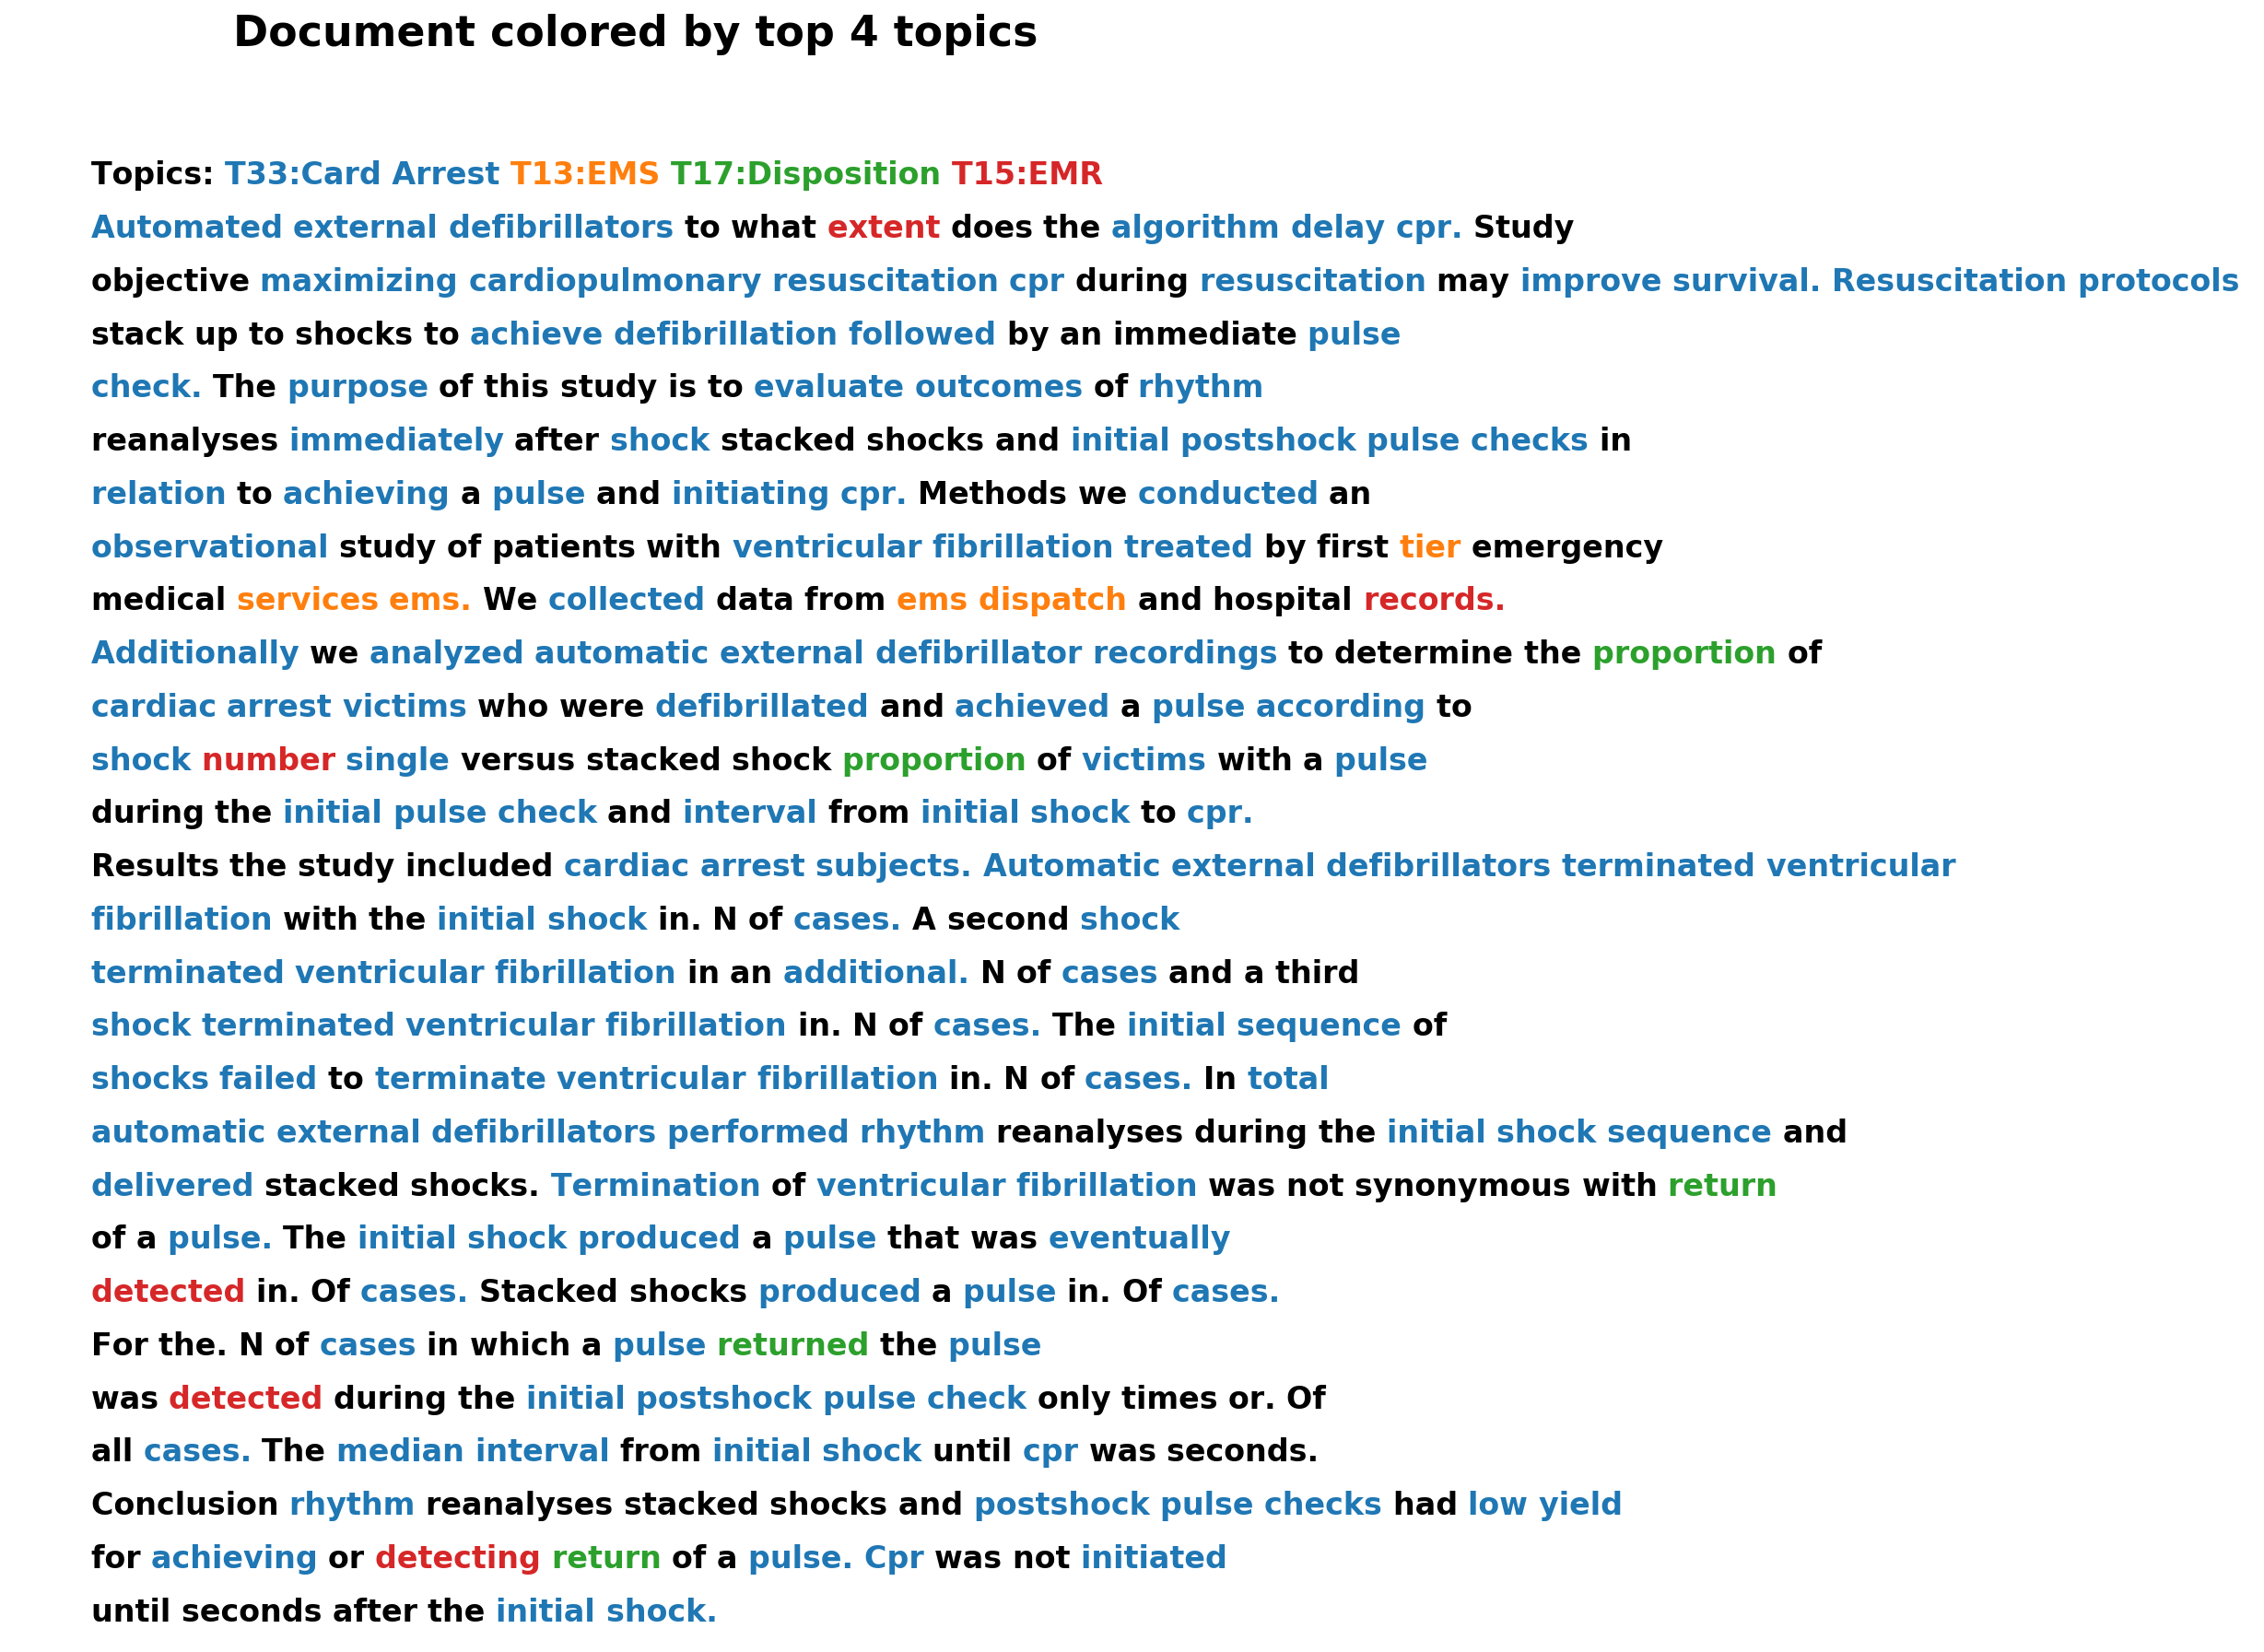 Document colored by top 4 topics
Topics: T33:Card Arrest T13:EMS T17:Disposition T15:EMR
Automated external defibrillators to what extent does the algorithm delay cpr. Study
objective maximizing cardiopulmonary resuscitation cpr during resuscitation may improve survival. Resuscitation protocols
stack up to shocks to achieve defibrillation followed by an immediate pulse
check. The purpose of this study is to evaluate outcomes of rhythm
reanalyses immediately after shock stacked shocks and initial postshock pulse checks in
relation to achieving a pulse and initiating cpr. Methods we conducted an
observational study of patients with ventricular fibrillation treated by first tier emergency
medical services ems. We collected data from ems dispatch and hospital records.
Additionally we analyzed automatic external defibrillator recordings to determine the proportion of
cardiac arrest victims who were defibrillated and achieved a pulse according to
shock number single versus stacked shock proportion of victims with a pulse
during the initial pulse check and interval from initial shock to cpr.
Results the study included cardiac arrest subjects. Automatic external defibrillators terminated ventricular
fibrillation with the initial shock in. N of cases. A second shock
terminated ventricular fibrillation in an additional. N of cases and a third
shock terminated ventricular fibrillation in. N of cases. The initial sequence of
shocks failed to terminate ventricular fibrillation in. N of cases. In total
automatic external defibrillators performed rhythm reanalyses during the initial shock sequence and
delivered stacked shocks. Termination of ventricular fibrillation was not synonymous with return
of a pulse. The initial shock produced a pulse that was eventually
detected in. Of cases. Stacked shocks produced a pulse in. Of cases.
For the. N of cases in which a pulse returned the pulse
was detected during the initial postshock pulse check only times or. Of
all cases. The median interval from initial shock until cpr was seconds.
Conclusion rhythm reanalyses stacked shocks and postshock pulse checks had low yield
for achieving or detecting return of a pulse. Cpr was not initiated
until seconds after the initial shock.